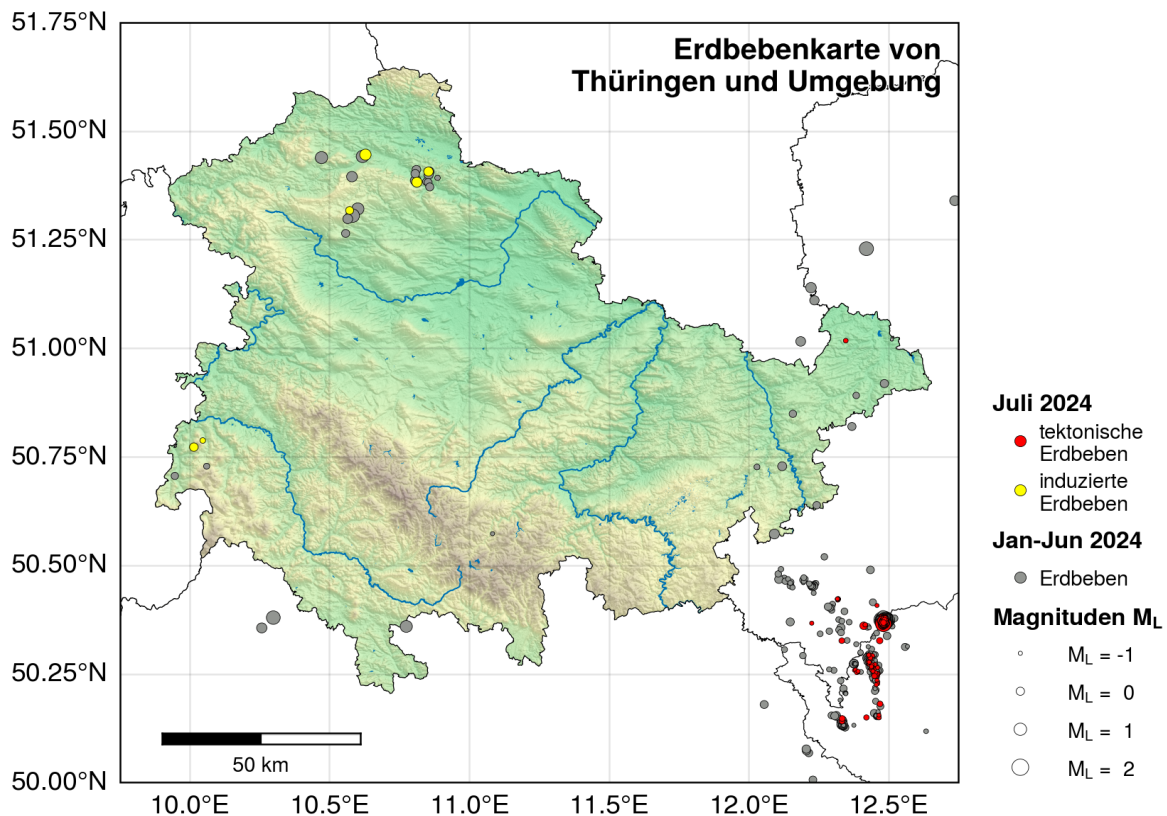 Erdbebenkarte von
Thüringen und Umgebung
51.75°N
51.50°N
51.25°N
51.00°N
50.75°N
50.50°N
50.25°N
50.00°N
10.0°E
10.5°E
11.0°E
11.5°E
12.0°E
12.5°E
50 km
Juli 2024
tektonische
Erdbeben
induzierte
Erdbeben
Jan-Jun 2024
Erdbeben
Magnituden ML
ML = -1
ML = 0
ML = 1
ML = 2